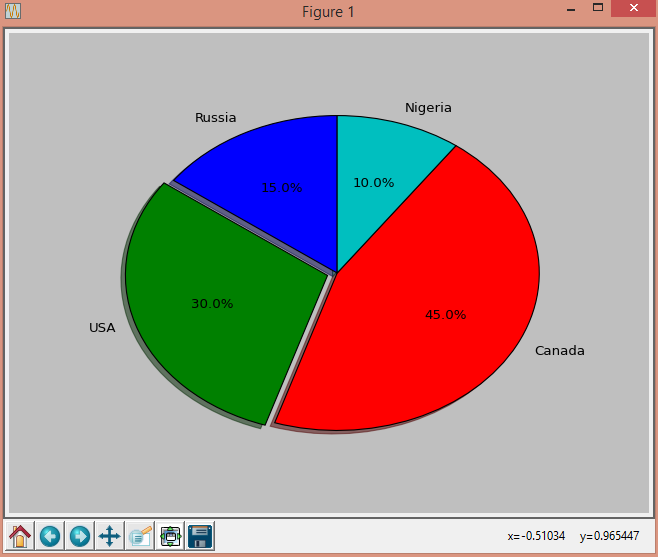 Figure 1
Nigeria
Russia
15.0%
10.0%
30.0%
45.0%
USA
Canada
x=-0.51034 y=0.965447